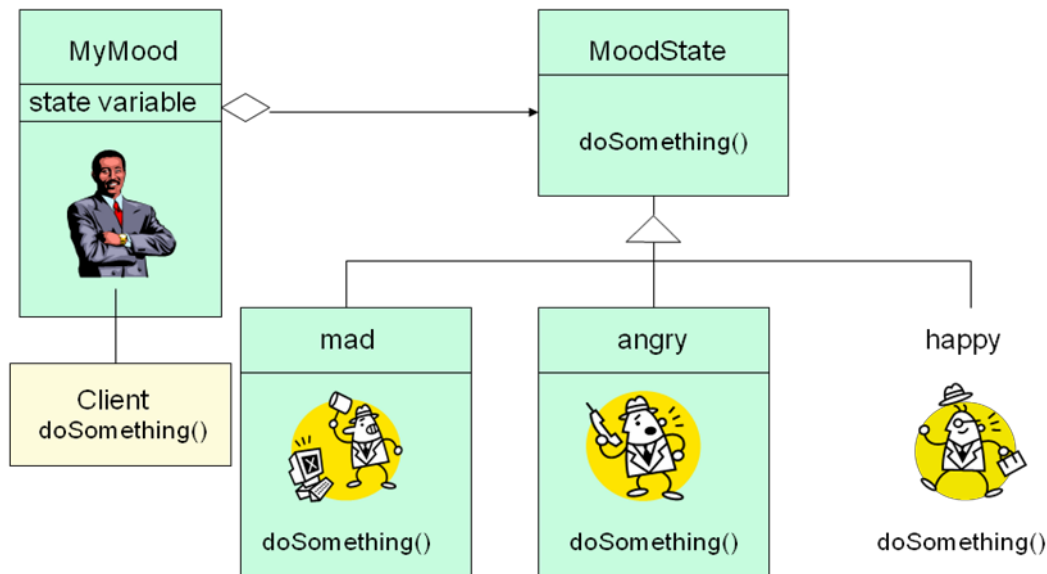 MyMood
state variable
MoodState
doSomething()
Client
doSomething()
mad
doSomething()
angry
doSomething()
happy
doSomething()